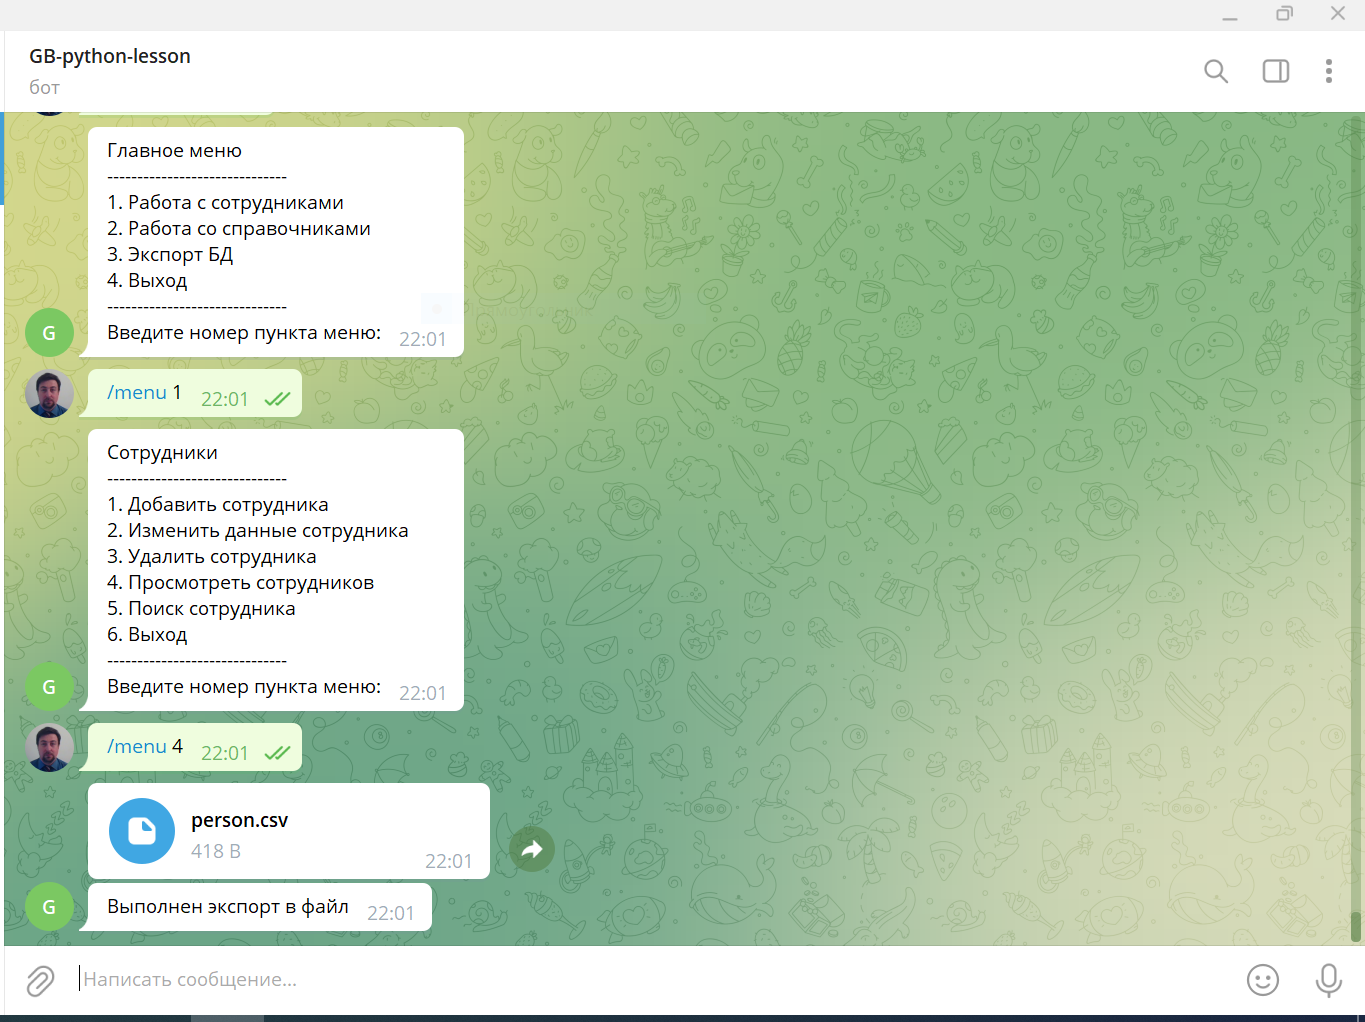 GB-python-lesson
бот
Главное меню
------------------------------
1. Работа с сотрудниками
2. Работа со справочниками
3. Экспорт БД
4. Выход
------------------------------
Введите номер пункта меню: 22:01
G
/menu 1 22:01
Сотрудники
------------------------------
1. Добавить сотрудника
2. Изменить данные сотрудника
3. Удалить сотрудника
4. Просмотреть сотрудников
5. Поиск сотрудника
6. Выход
------------------------------
Введите номер пункта меню: 22:01
G
/menu 4 22:01
person.csv
418 B
22:01
G
Выполнен экспорт в файл 22:01
Написать сообщение...